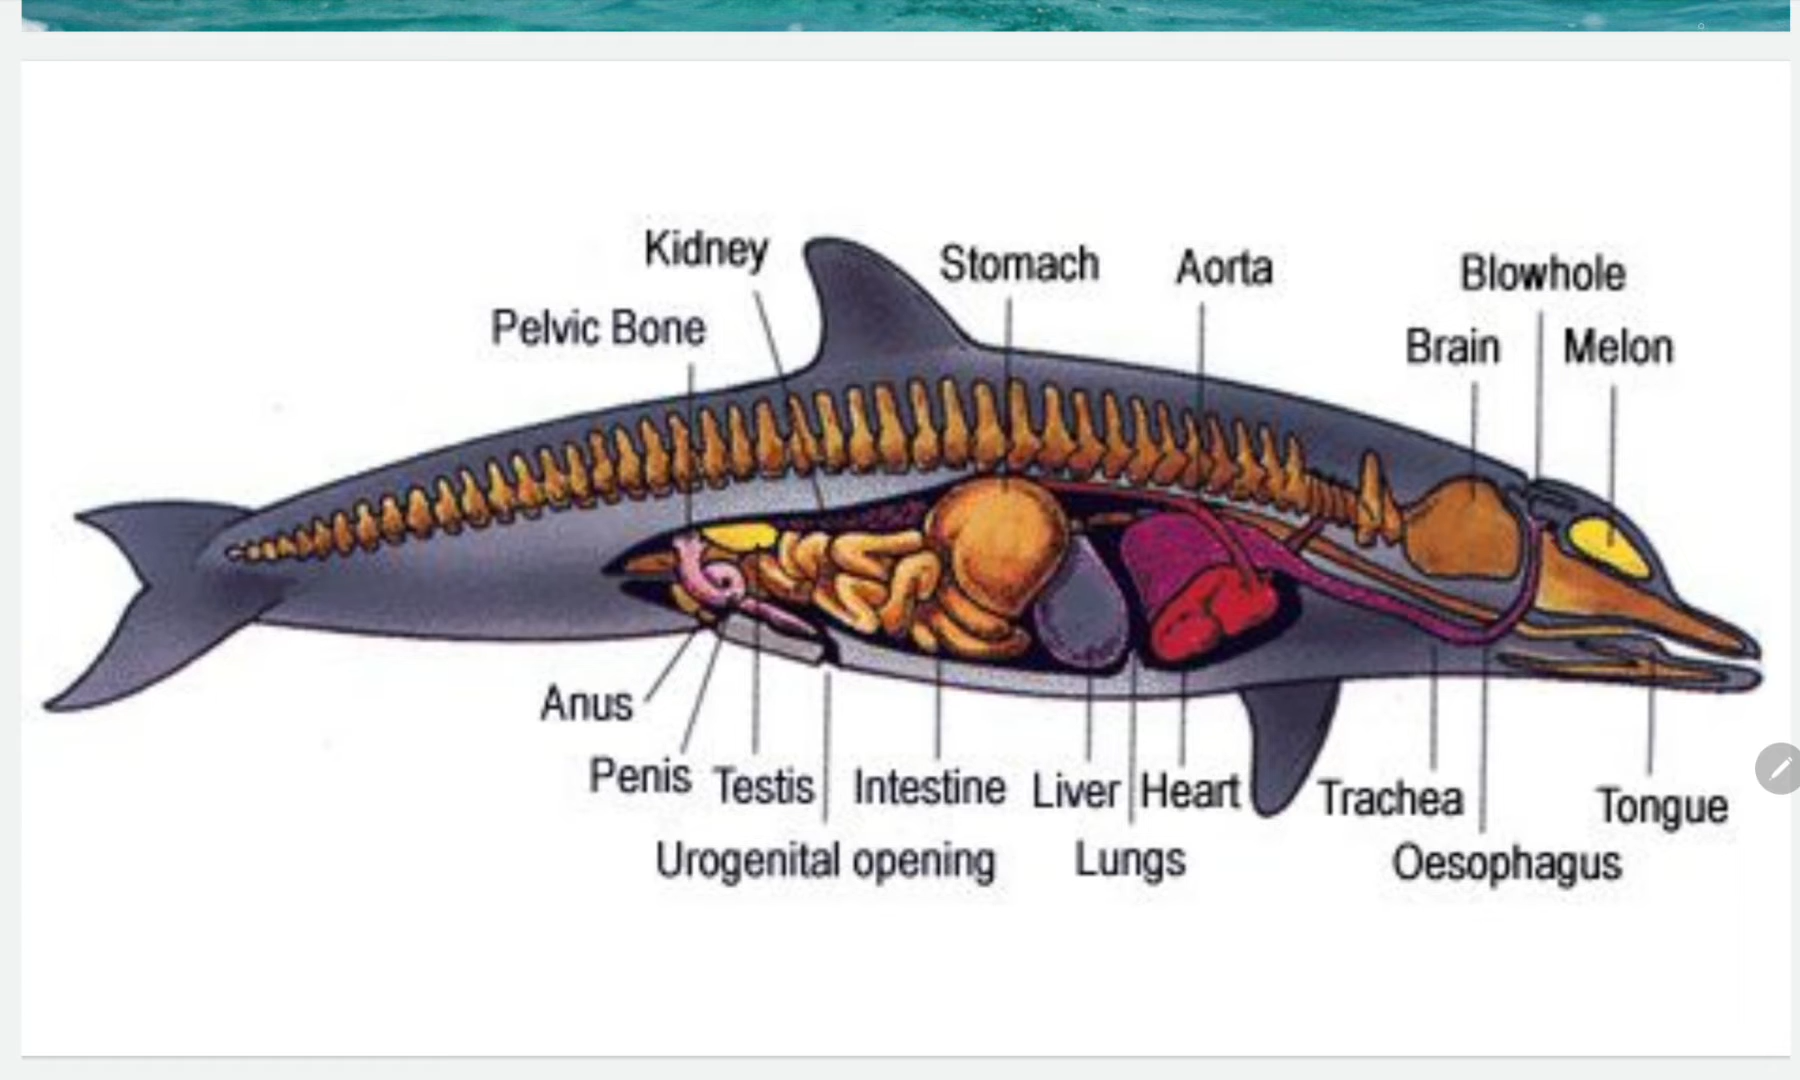 Kidney
Stomach
Aorta
Blowhole
Pelvic Bone
Brain
Melon
Anus
Penis
Testis
Intestine
Liver
Heart
Trachea
Tongue
Urogenital opening
Lungs
Oesophagus